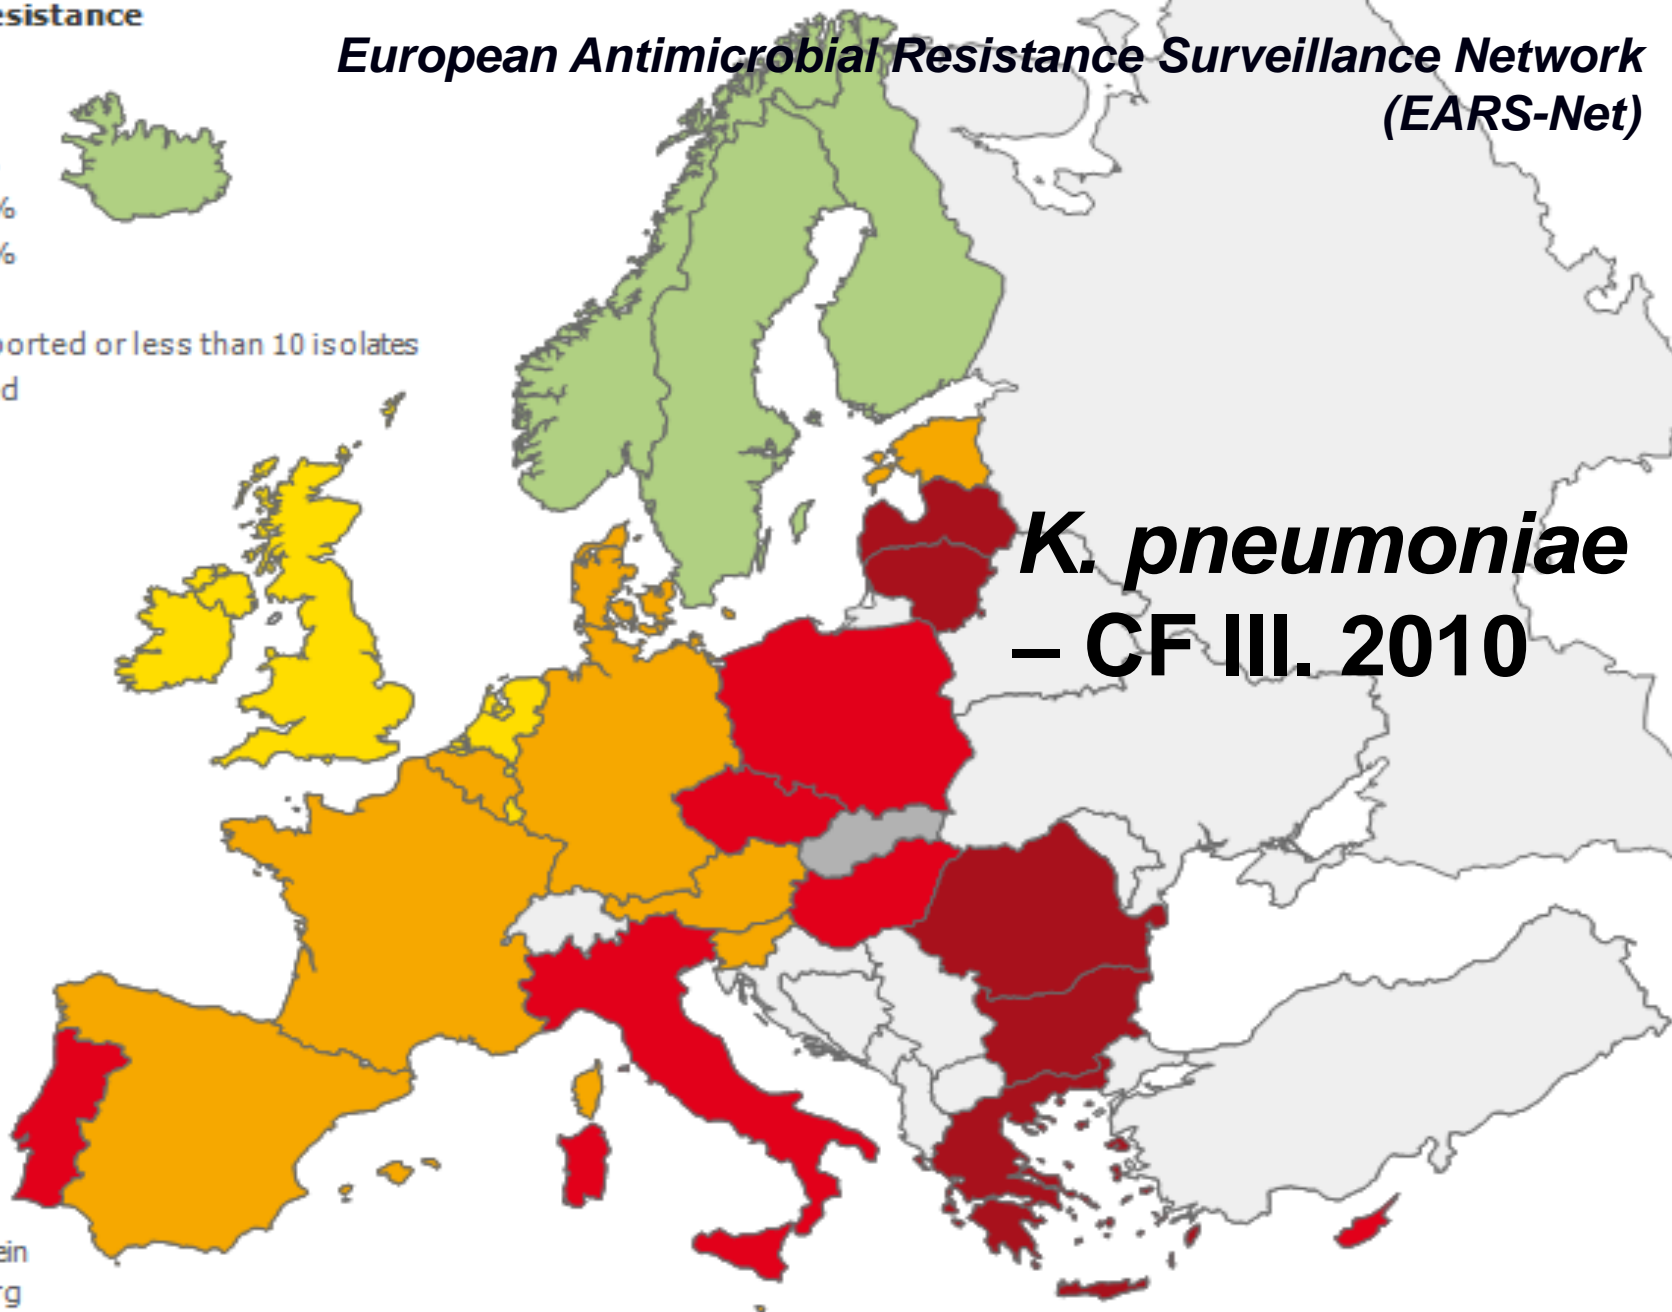 esistance
European Antimicrobial Resistance Surveillance Network
(EARS-Net)
%
%
orted or less than 10 isolates
d
K. pneumoniae
– CF III. 2010
ein
rg